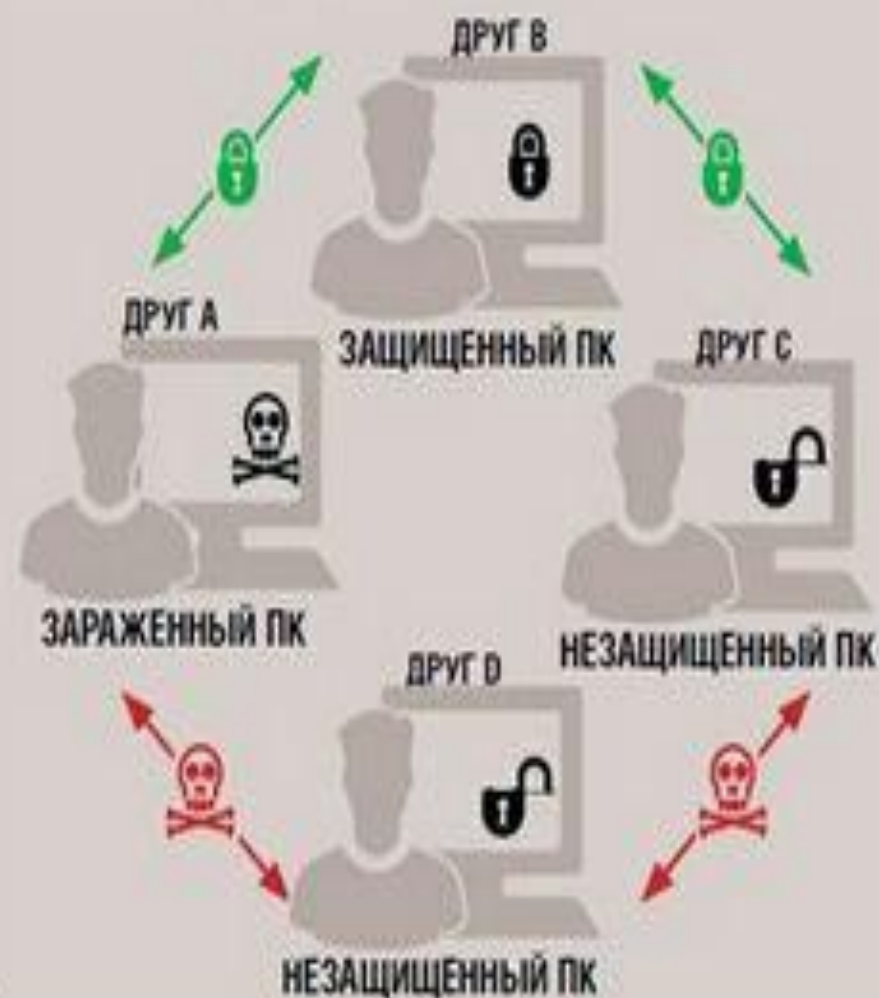 ДРУГ B
ЗАЩИЩЕННЫЙ ПК
ДРУГ A
ЗАРАЖЕННЫЙ ПК
ДРУГ C
НЕЗАЩИЩЕННЫЙ ПК
ДРУГ D
НЕЗАЩИЩЕННЫЙ ПК